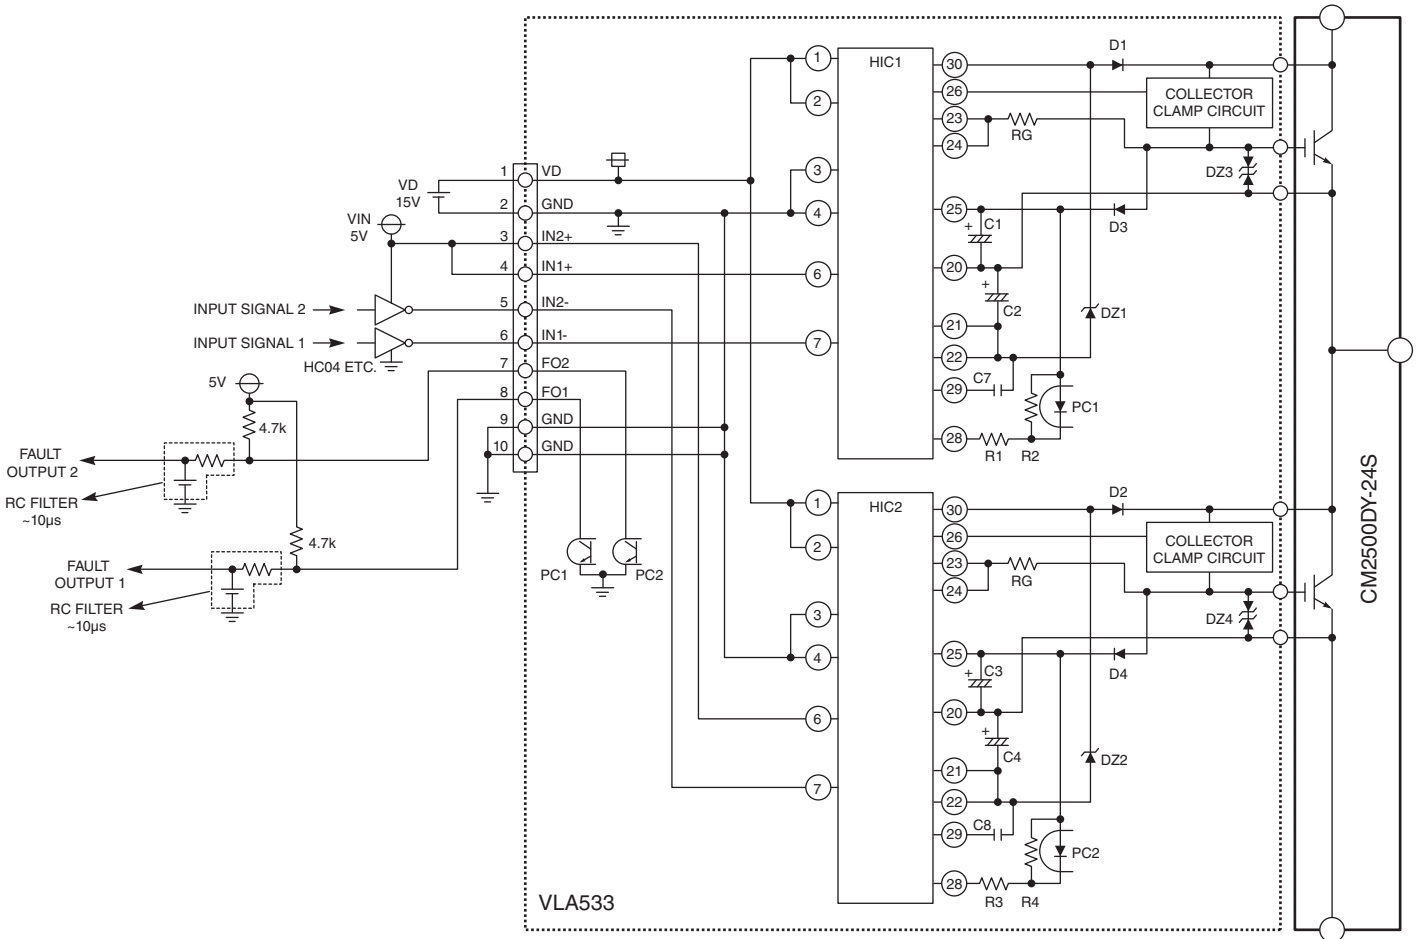 D1
1
HIC1
30
COLLECTOR
CLAMP CIRCUIT
26
2
23
RG
24
1
VD
3
DZ3
VD
15V
2
GND
4
25
C1
+
D3
VIN
5V
3
IN2+
4
IN1+
6
20
+
C2
DZ1
INPUT SIGNAL 2
5
IN2-
21
INPUT SIGNAL 1
6
IN1-
7
22
HC04 ETC.
7
FO2
29
C7
5V
8
FO1
PC1
4.7k
9
GND
28
R1
R2
10
GND
FAULT
OUTPUT 2
RC FILTER
~10µs
4.7k
FAULT
OUTPUT 1
RC FILTER
~10µs
PC1
PC2
D2
1
HIC2
30
COLLECTOR
CLAMP CIRCUIT
26
2
23
RG
24
3
DZ4
4
25
C3
+
D4
6
20
+
C4
DZ2
21
7
22
29
C8
PC2
28
R3
R4
VLA533
CM2500DY-24S